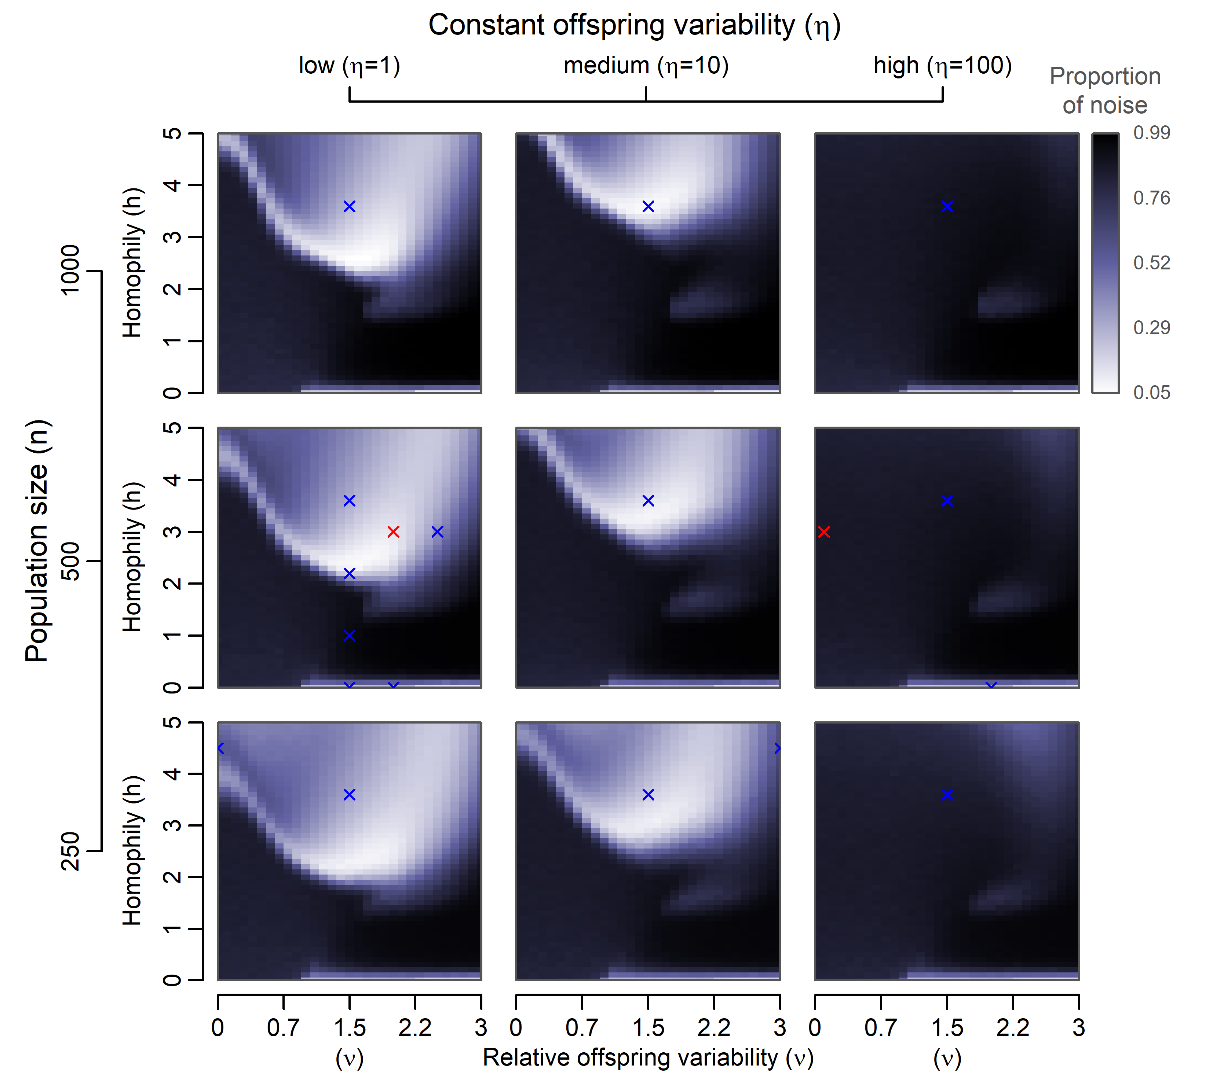 Constant offspring variability (η)
low (η=1) medium (η=10) high (η=100)
Proportion
of noise
0.99
0.76
0.52
0.29
0.05
Population size (n)
1000
500
250
Homophily (h)
5
4
3
2
1
0
Homophily (h)
5
4
3
2
1
0
Homophily (h)
5
4
3
2
1
0
0 0.7 1.5 2.2 3 0 0.7 1.5 2.2 3 0 0.7 1.5 2.2 3
(ν) Relative offspring variability (ν) (ν)